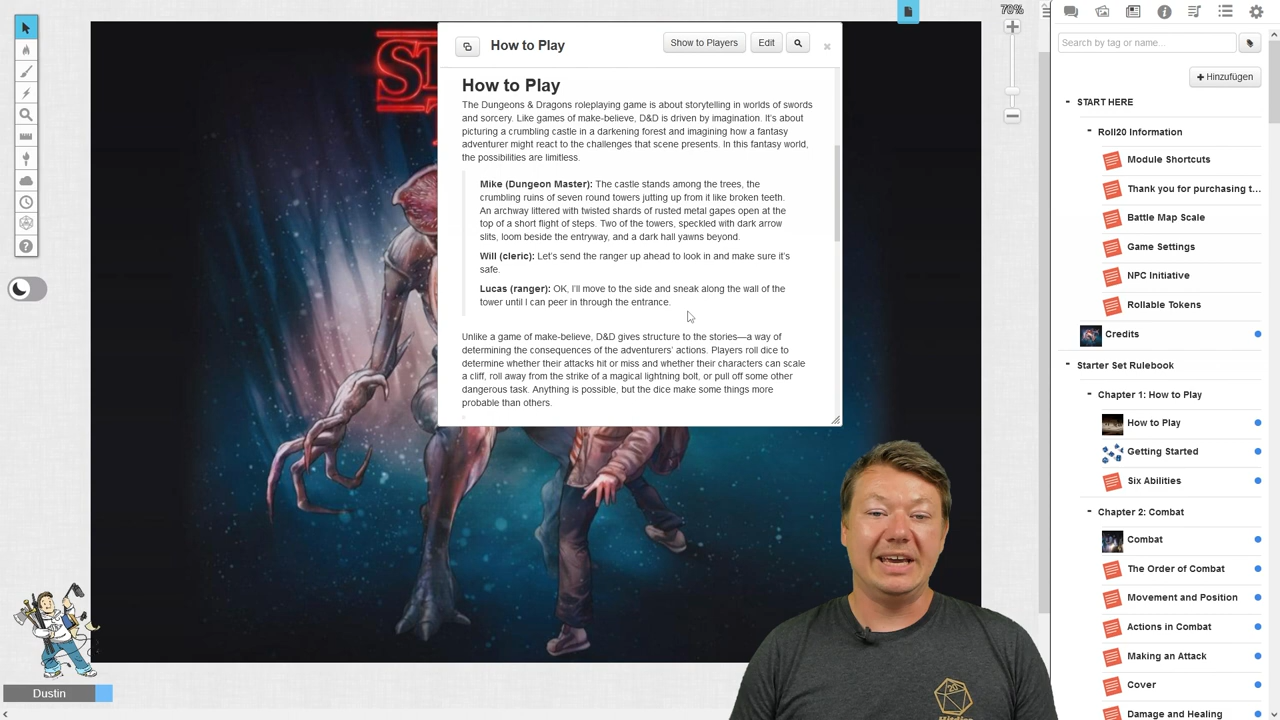 70%
How to Play
Show to Players
Edit
How to Play
The Dungeons & Dragons roleplaying game is about storytelling in worlds of swords
and sorcery. Like games of make-believe, D&D is driven by imagination. It's about
picturing a crumbling castle in a darkening forest and imagining how a fantasy
adventurer might react to the challenges that scene presents. In this fantasy world,
the possibilities are limitless.
Mike (Dungeon Master): The castle stands among the trees, the
crumbling ruins of seven round towers jutting up from it like broken teeth.
An archway littered with twisted shards of rusted metal gapes open at the
top of a short flight of steps. Two of the towers, speckled with dark arrow
slits, loom beside the entryway, and a dark hall yawns beyond.
Will (cleric): Let's send the ranger up ahead to look in and make sure it's
safe.
Lucas (ranger): OK, I'll move to the side and sneak along the wall of the
tower until I can peer in through the entrance.
Unlike a game of make-believe, D&D gives structure to the stories—a way of
determining the consequences of the adventurers' actions. Players roll dice to
determine whether their attacks hit or miss and whether their characters can scale
a cliff, roll away from the strike of a magical lightning bolt, or pull off some other
dangerous task. Anything is possible, but the dice make some things more
probable than others.
Dustin
20
Search by tag or name...
+ Hinzufügen
START HERE
Roll20 Information
Module Shortcuts
Thank you for purchasing t...
Battle Map Scale
Game Settings
NPC Initiative
Rollable Tokens
Credits
Starter Set Rulebook
Chapter 1: How to Play
How to Play
Getting Started
Six Abilities
Chapter 2: Combat
Combat
The Order of Combat
Movement and Position
Actions in Combat
Making an Attack
Cover
Damage and Healing